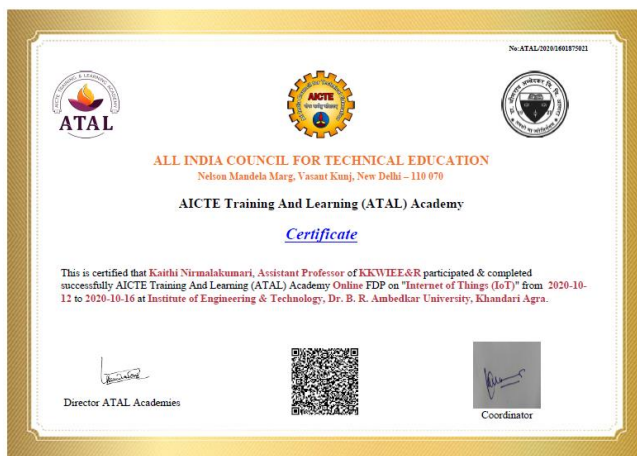 No:ATAL/2020/1601875021
ATAL
AICTE
ALL INDIA COUNCIL FOR TECHNICAL EDUCATION
Nelson Mandela Marg, Vasant Kunj, New Delhi – 110 070
AICTE Training And Learning (ATAL) Academy
Certificate
This is certified that Kaithi Nirmalakumari, Assistant Professor of KKWIEE&R participated & completed
successfully AICTE Training And Learning (ATAL) Academy Online FDP on "Internet of Things (IoT)" from 2020-10-
12 to 2020-10-16 at Institute of Engineering & Technology, Dr. B. R. Ambedkar University, Khandari Agra.
Director ATAL Academies
Coordinator